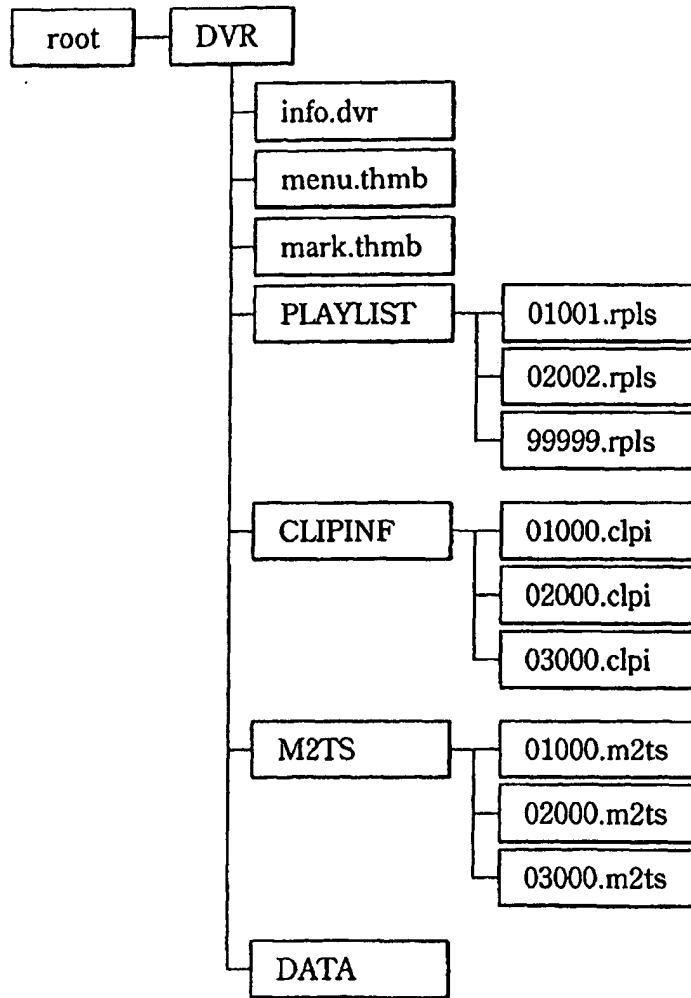 root DVR
info.dvr
menu.thmb
mark.thmb
PLAYLIST 01001.rpls
02002.rpls
99999.rpls
CLIPINF 01000.clpi
02000.clpi
03000.clpi
M2TS 01000.m2ts
02000.m2ts
03000.m2ts
DATA